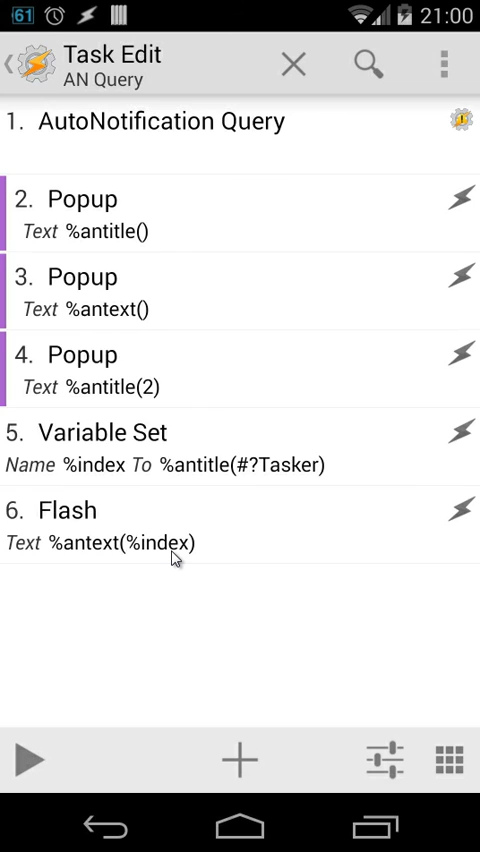 61 21:00
Task Edit
AN Query
1. AutoNotification Query
2. Popup
Text %antitle()
3. Popup
Text %antext()
4. Popup
Text %antitle(2)
5. Variable Set
Name %index To %antitle(#?Tasker)
6. Flash
Text %antext(%index)